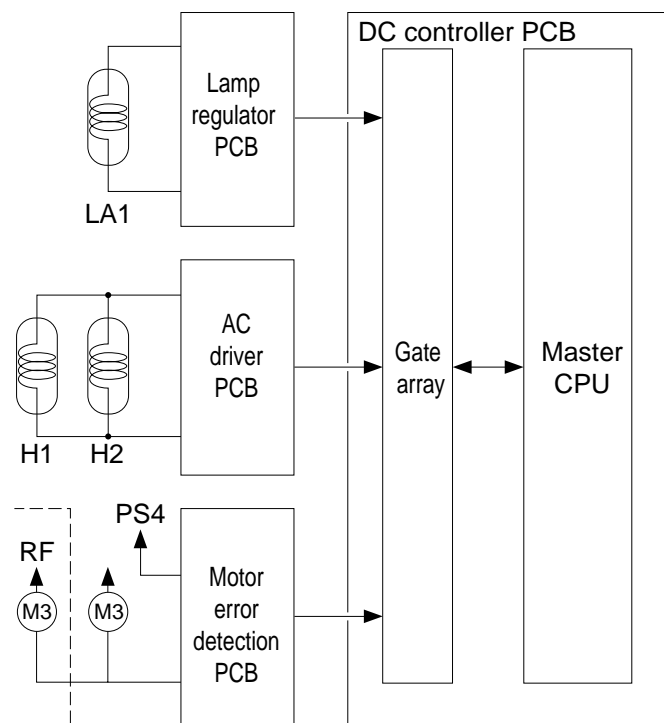 DC controller PCB
Lamp
regulator
PCB
LA1
AC
driver
PCB
H1
H2
Gate
array
Master
CPU
PS4
RF
M3
M3
Motor
error
detection
PCB